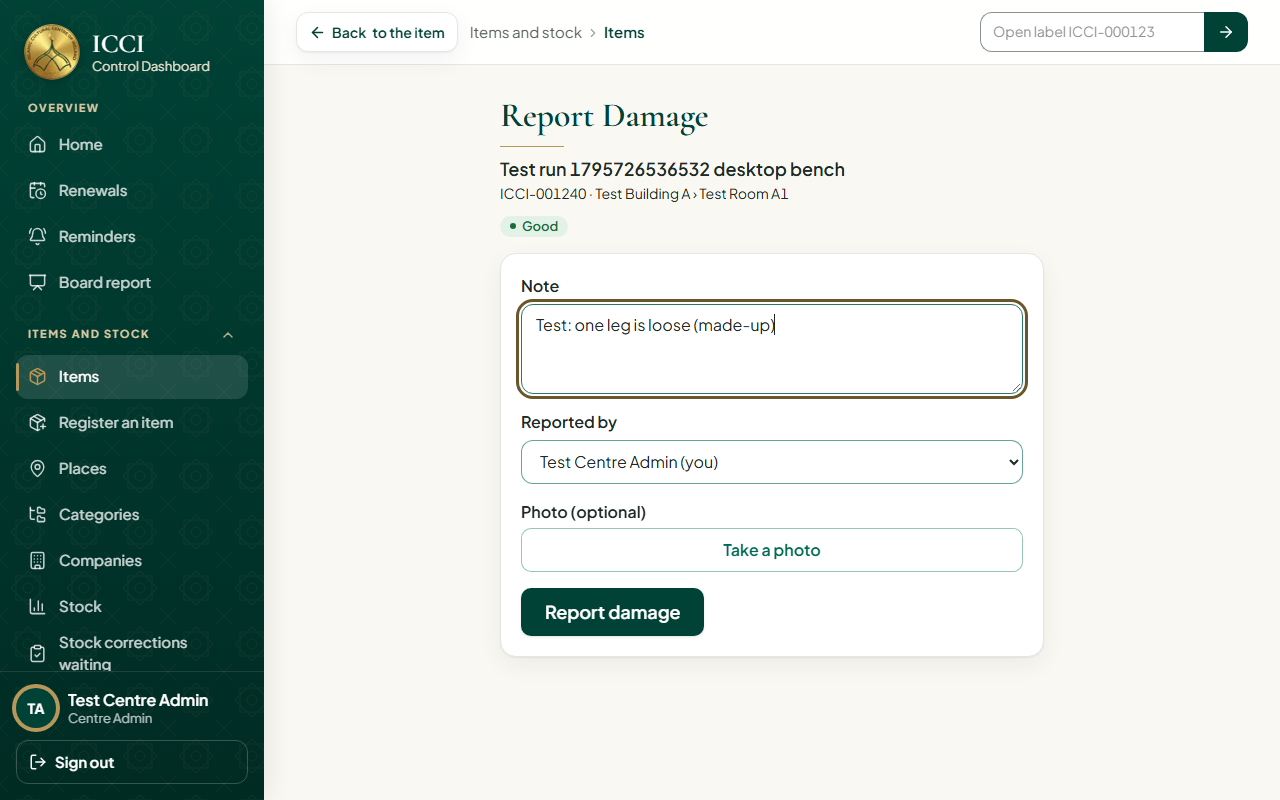 ICCI
Control Dashboard
OVERVIEW
Home
Renewals
Reminders
Board report
ITEMS AND STOCK
Items
Register an item
Places
Categories
Companies
Stock
Stock corrections
waiting
TA
Test Centre Admin
Centre Admin
Sign out
Back to the item
Items and stock › Items
Open label ICCI-000123
Report Damage
Test run 1795726536532 desktop bench
ICCI-001240 · Test Building A › Test Room A1
Good
Note
Test: one leg is loose (made-up)
Reported by
Test Centre Admin (you)
Photo (optional)
Take a photo
Report damage